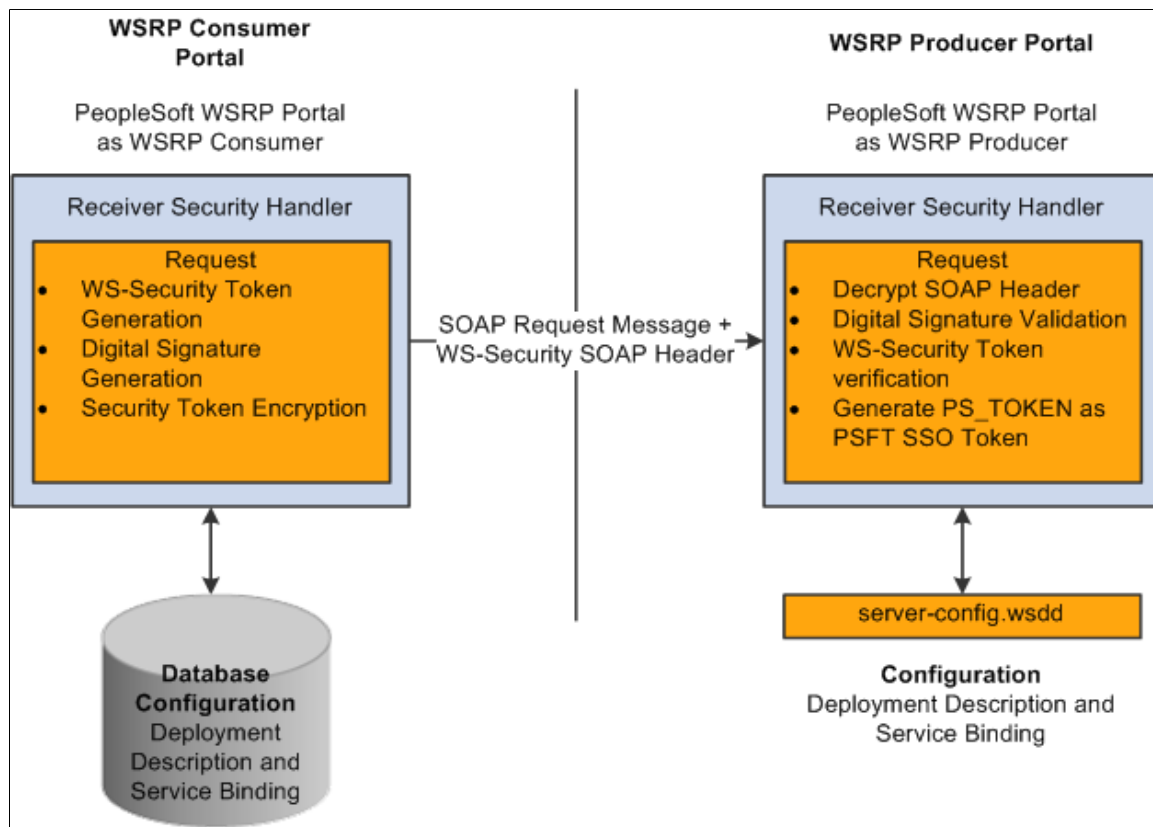 WSRP Consumer
Portal
PeopleSoft WSRP Portal
as WSRP Consumer
Receiver Security Handler
Request
• WS-Security Token
Generation
• Digital Signature
Generation
• Security Token Encryption
Database
Configuration
Deployment
Description and
Service Binding
SOAP Request Message +
WS-Security SOAP Header
WSRP Producer Portal
PeopleSoft WSRP Portal
as WSRP Producer
Receiver Security Handler
Request
• Decrypt SOAP Header
• Digital Signature Validation
• WS-Security Token
verification
• Generate PS_TOKEN as
PSFT SSO Token
server-config.wsdd
Configuration
Deployment Description and
Service Binding